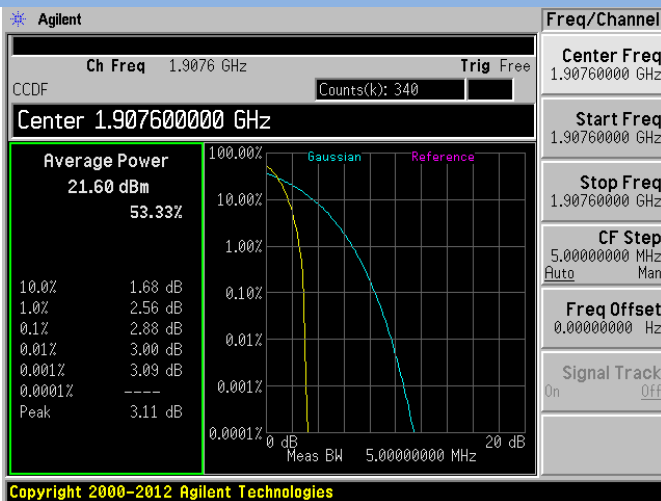 Agilent
Freq/Channel
Ch Freq 1.9076 GHz Trig Free
CCDF Counts(k): 340
Center 1.907600000 GHz
Average Power
21.60 dBm
53.33%
10.0% 1.68 dB
1.0% 2.56 dB
0.1% 2.88 dB
0.01% 3.00 dB
0.001% 3.09 dB
0.0001% ----
Peak 3.11 dB
Gaussian Reference
100.00%
10.00%
1.00%
0.10%
0.01%
0.001%
0.0001%
0 dB 20 dB
Meas BW 5.00000000 MHz
Center Freq
1.90760000 GHz
Start Freq
1.90760000 GHz
Stop Freq
1.90760000 GHz
CF Step
5.00000000 MHz
Auto Man
Freq Offset
0.00000000 Hz
Signal Track
On Off
Copyright 2000-2012 Agilent Technologies